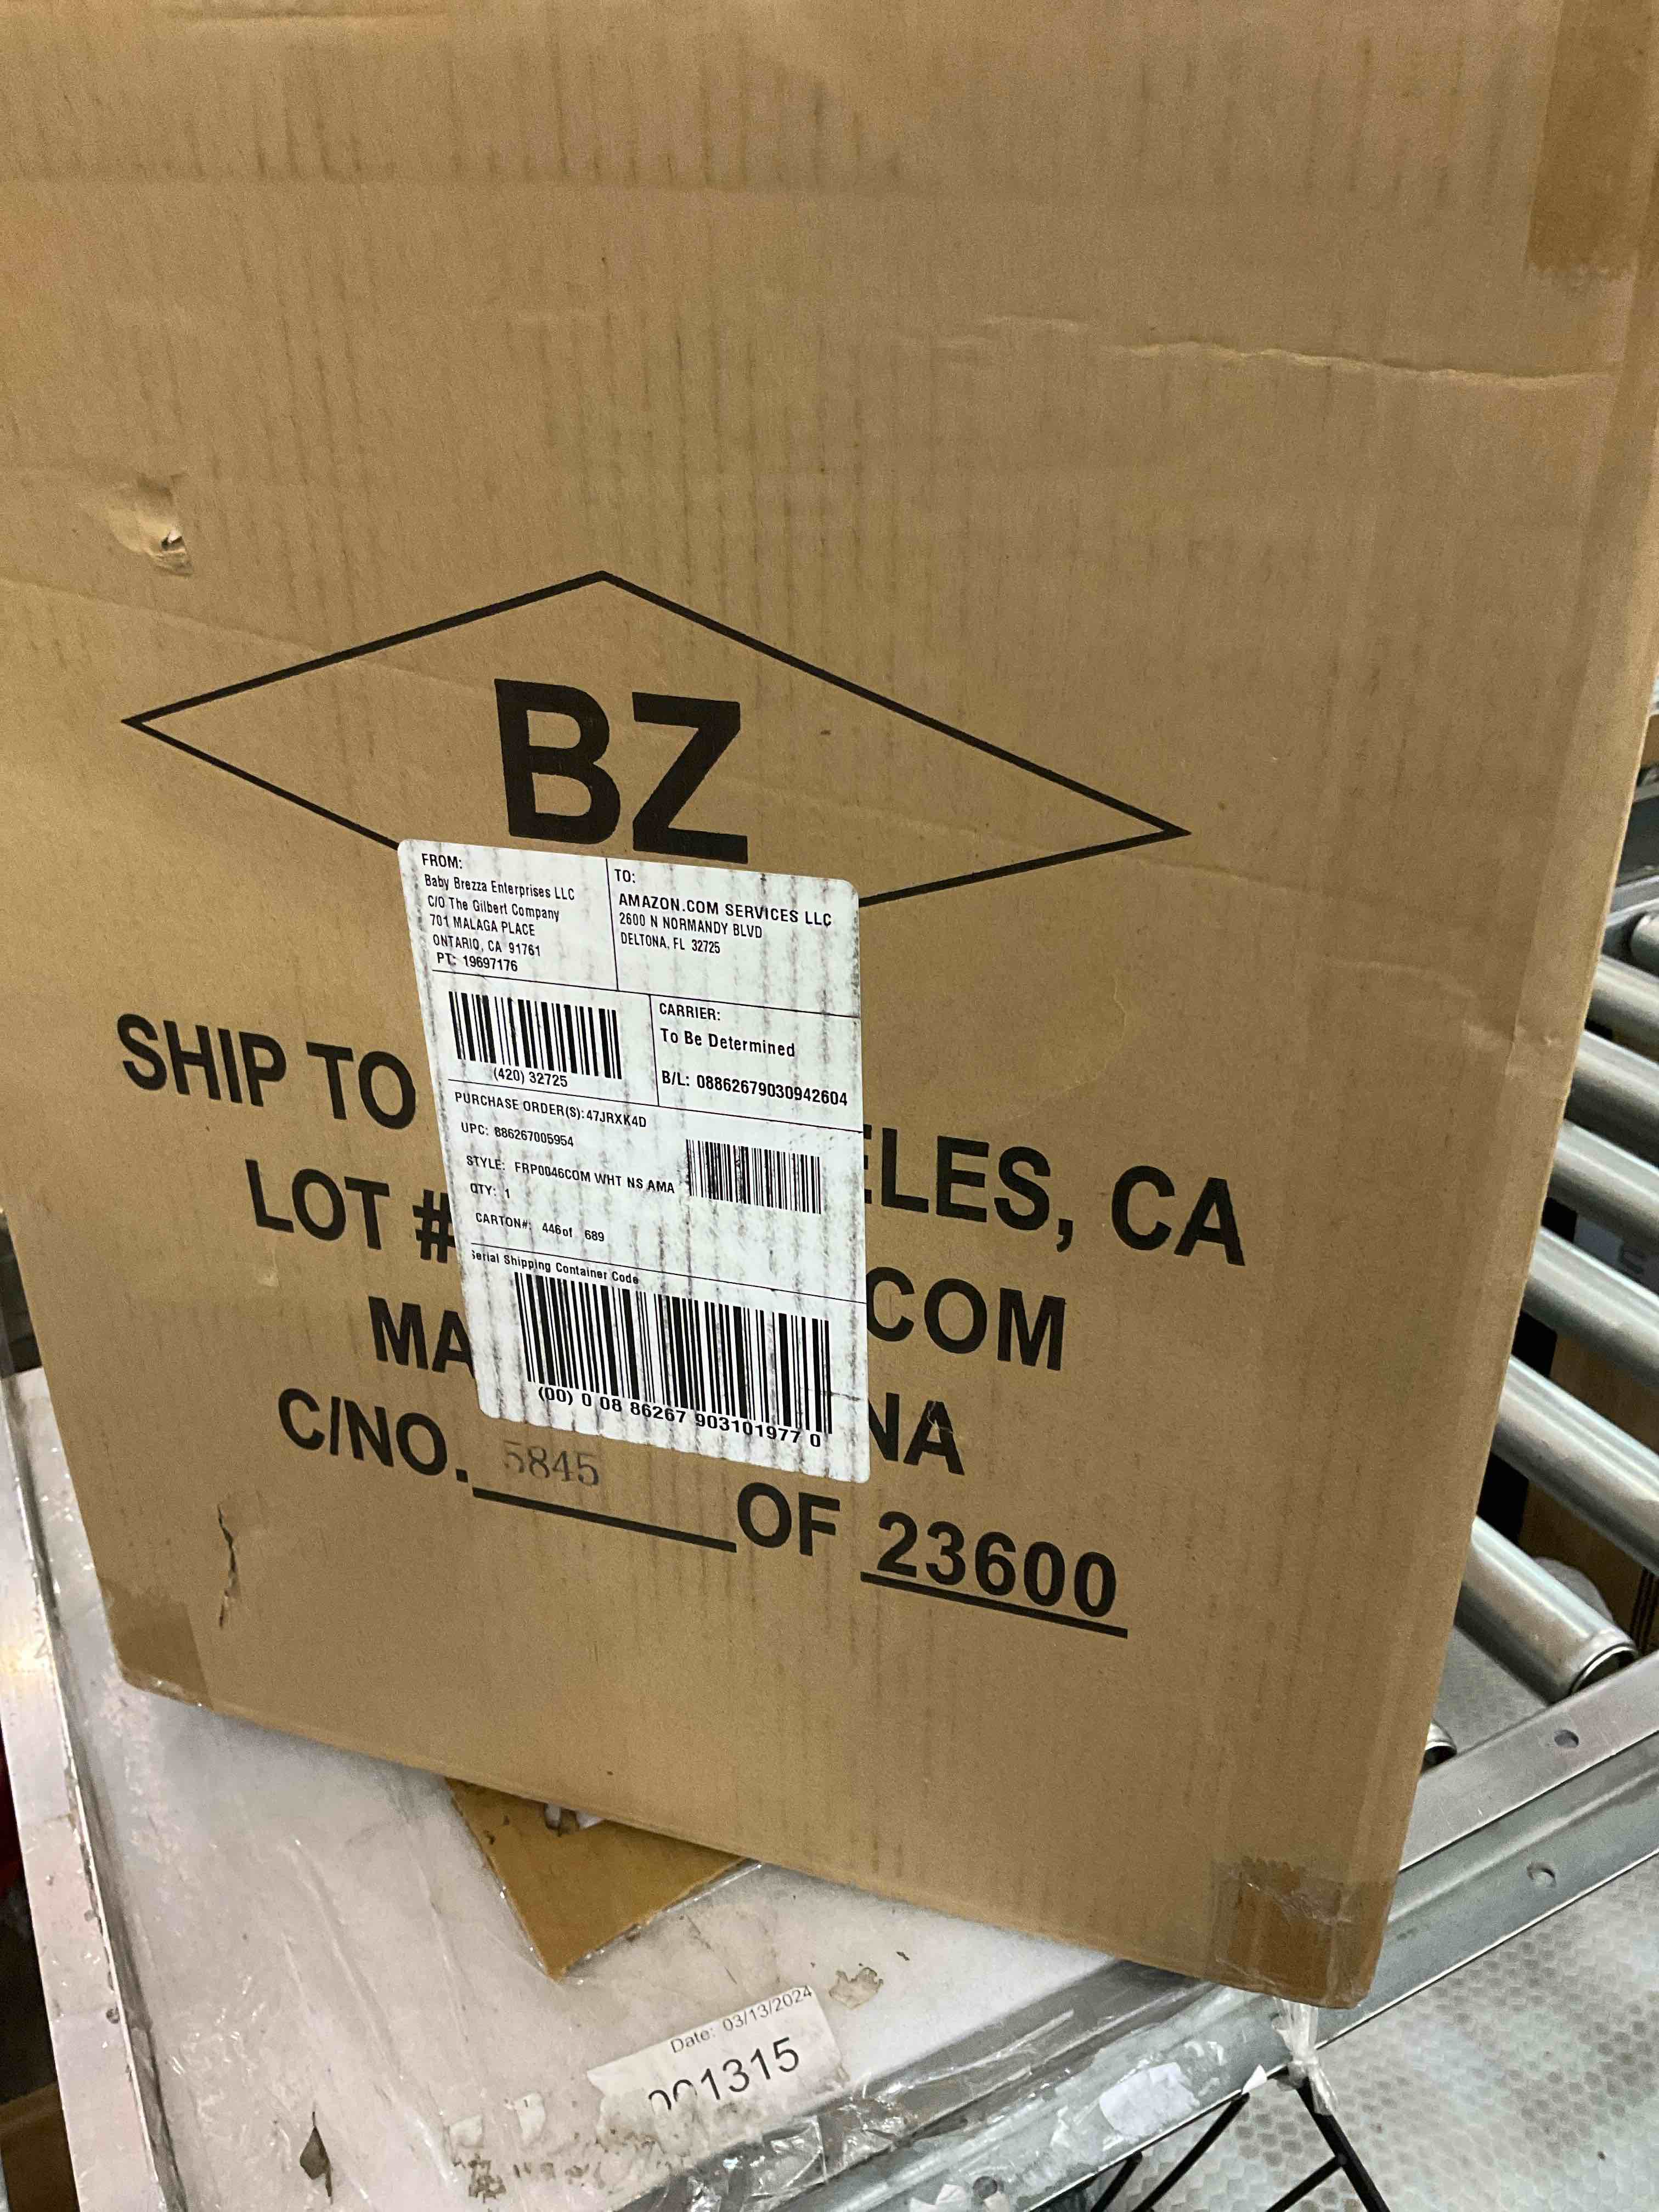 BZ
FROM:
Baby Brezza Enterprises LLC
C/O The Gilbert Company
701 MALAGA PLACE
ONTARIO, CA 91761
PT: 19697176
TO:
AMAZON.COM SERVICES LLC
2600 N NORMANDY BLVD
DELTONA, FL 32725
(420) 32725
CARRIER:
To Be Determined
B/L: 08862679030942604
PURCHASE ORDER(S):47JRXK4D
UPC: 886267005954
STYLE: FRP0046COM WHT NS AMA
QTY: 1
CARTON#: 446of 689
Serial Shipping Container Code
(00) 0 08 86267 903101977 0
SHIP TO ELES, CA
LOT # COM
MA NA
C/NO. 5845 OF 23600
Date: 03/13/2024
001315